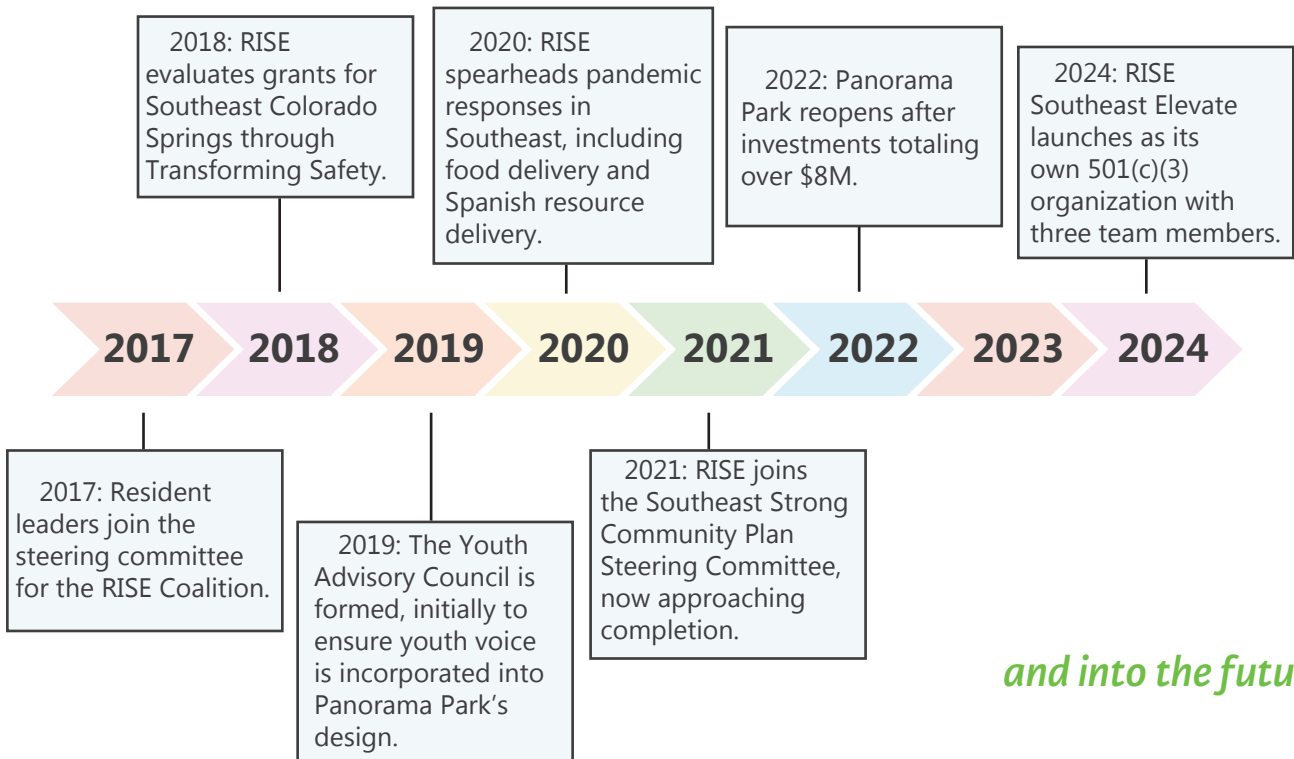 2018: RISE
evaluates grants for
Southeast Colorado
Springs through
Transforming Safety.
2020: RISE
spearheads pandemic
responses in
Southeast, including
food delivery and
Spanish resource
delivery.
2022: Panorama
Park reopens after
investments totaling
over $8M.
2024: RISE
Southeast Elevate
launches as its
own 501(c)(3)
organization with
three team members.
2017 2018 2019 2020 2021 2022 2023 2024
2017: Resident
leaders join the
steering committee
for the RISE Coalition.
2019: The Youth
Advisory Council is
formed, initially to
ensure youth voice
is incorporated into
Panorama Park’s
design.
2021: RISE joins
the Southeast Strong
Community Plan
Steering Committee,
now approaching
completion.
and into the futu